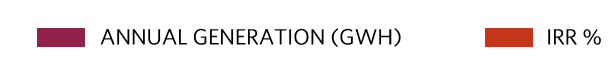 ANNUAL GENERATION (GWH) IRR %